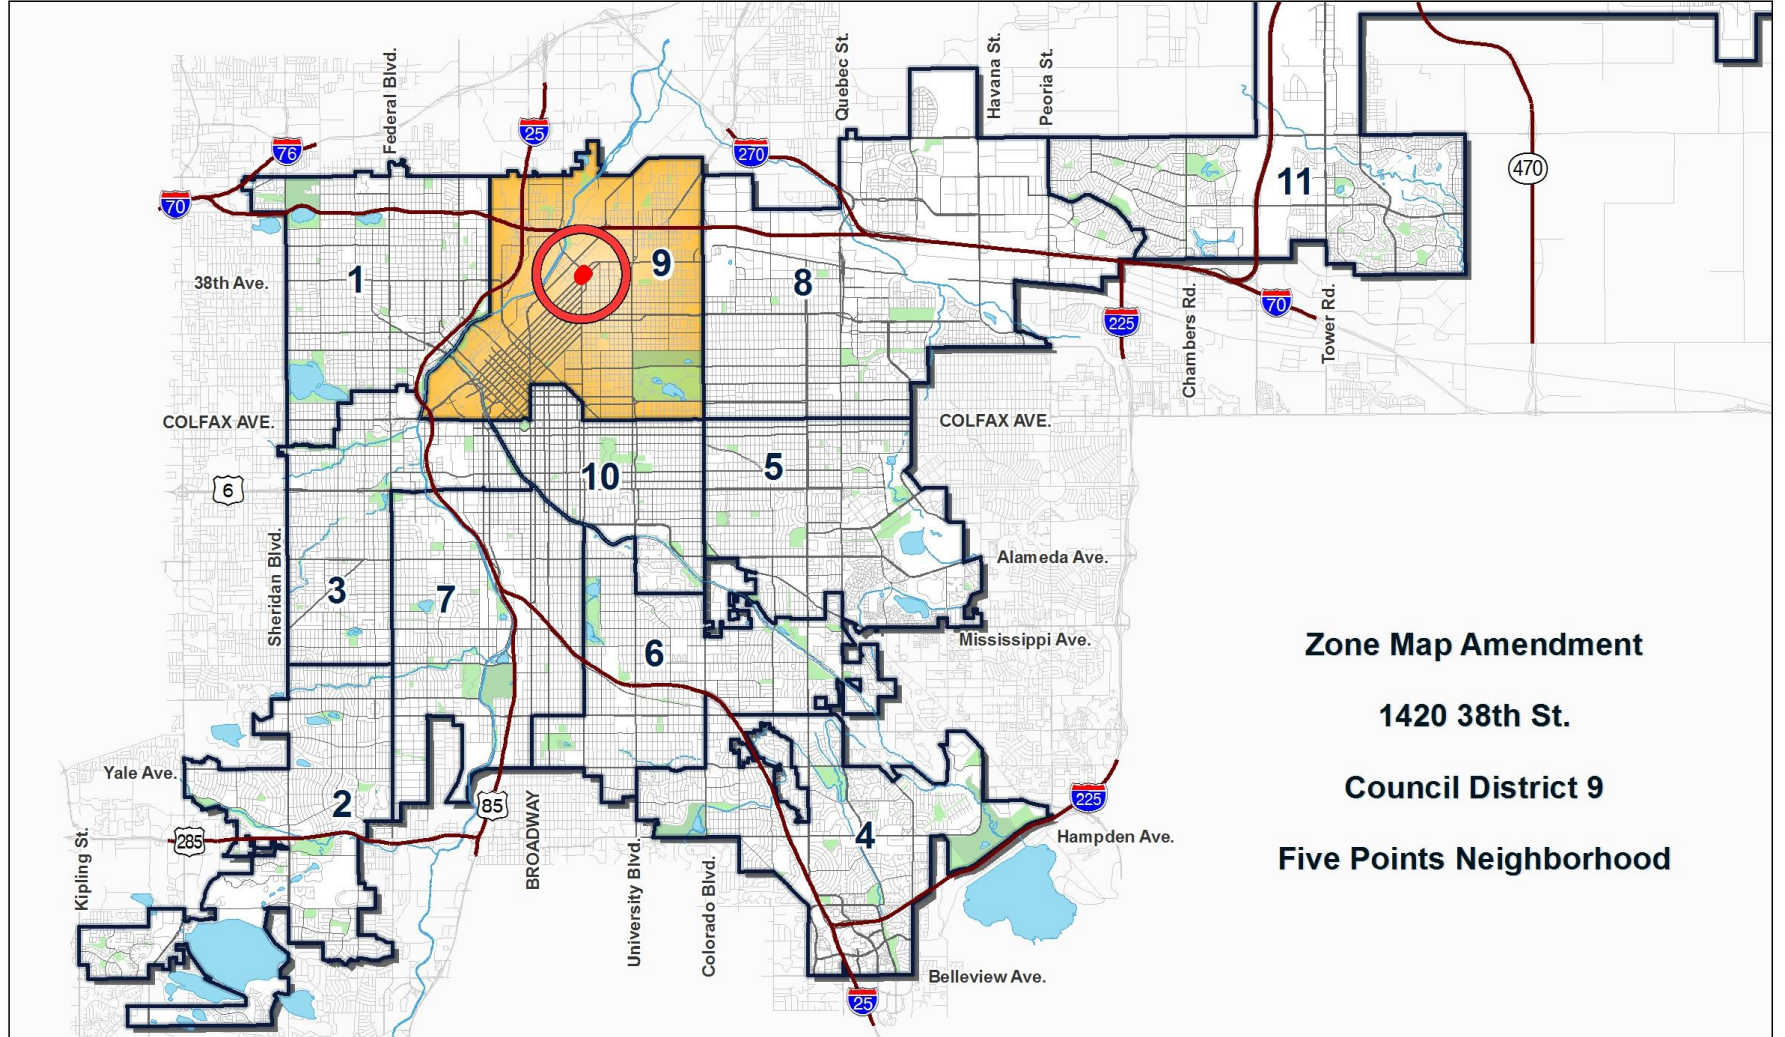 Federal Blvd.
Quebec St.
Havana St.
Peoria St.
76
25
270
70
470
11
38th Ave.
1
9
8
225
70
Chambers Rd.
Tower Rd.
COLFAX AVE.
COLFAX AVE.
6
10
5
Sheridan Blvd.
3
7
Alameda Ave.
Mississippi Ave.
6
Zone Map Amendment
1420 38th St.
Council District 9
Five Points Neighborhood
Yale Ave.
2
85
285
Kipling St.
BROADWAY
University Blvd.
Colorado Blvd.
4
225
Hampden Ave.
Belleview Ave.
25